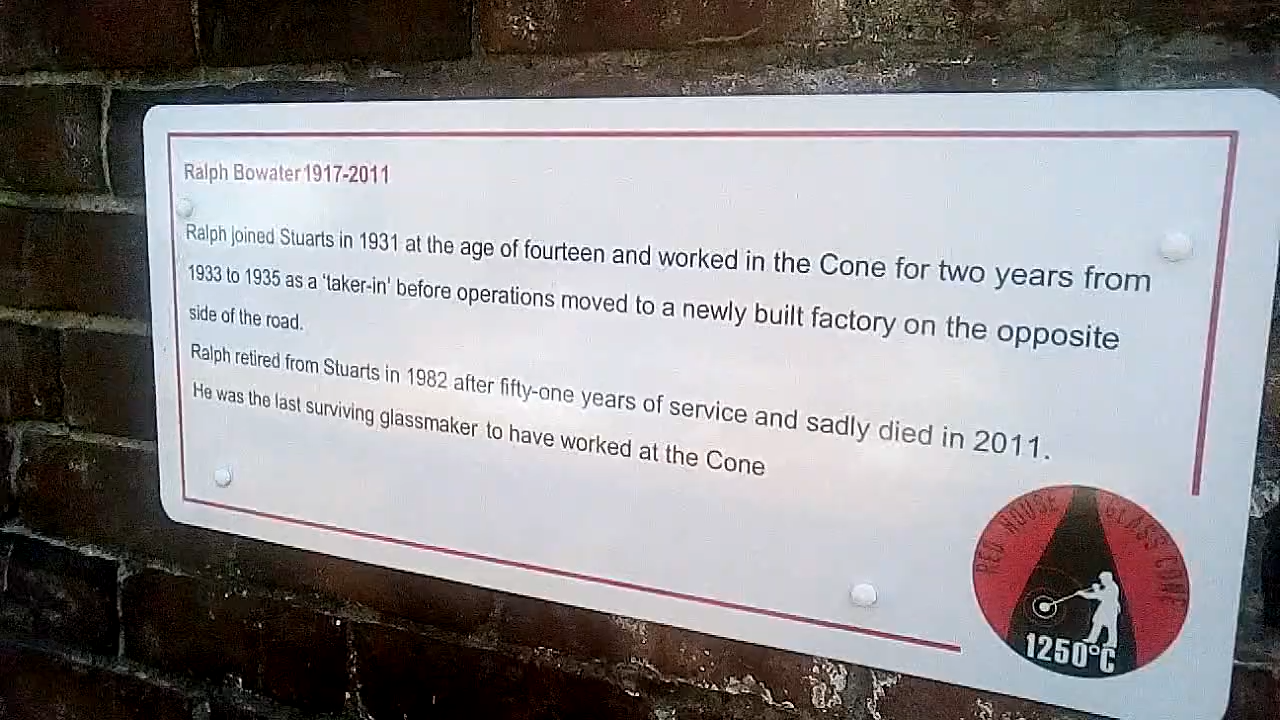 Ralph Bowater 1917-2011
Ralph joined Stuarts in 1931 at the age of fourteen and worked in the Cone for two years from
1933 to 1935 as a 'taker-in' before operations moved to a newly built factory on the opposite
side of the road.
Ralph retired from Stuarts in 1982 after fifty-one years of service and sadly died in 2011.
He was the last surviving glassmaker to have worked at the Cone
RED HOUSE GLASS CONE
1250°C